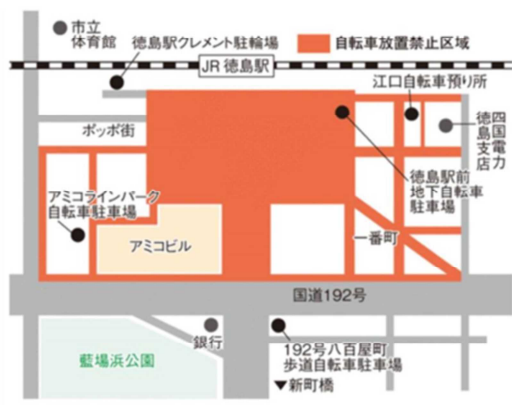 市立
体育館
徳島駅クレメント駐輪場
自転車放置禁止区域
JR 徳島駅
江口自転車預り所
ポッポ街
四国電力
徳島支店
徳島駅前
地下自転車
駐車場
アミコラインパーク
自転車駐車場
アミコビル
一番町
国道192号
銀行
192号八百屋町
歩道自転車駐車場
藍場浜公園
▼新町橋